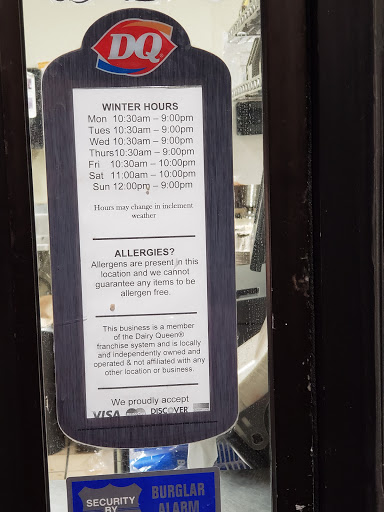 DQ
WINTER HOURS
Mon 10:30am – 9:00pm
Tues 10:30am – 9:00pm
Wed 10:30am – 9:00pm
Thurs10:30am – 9:00pm
Fri 10:30am – 10:00pm
Sat 11:00am – 10:00pm
Sun 12:00pm – 9:00pm
Hours may change in inclement
weather
ALLERGIES?
Allergens are present in this
location and we cannot
guarantee any items to be
allergen free.
This business is a member
of the Dairy Queen®
franchise system and is locally
and independently owned and
operated & not affiliated with any
other location or business.
We proudly accept
VISA DISCOVER
SECURITY BURGLAR
BY ALARM